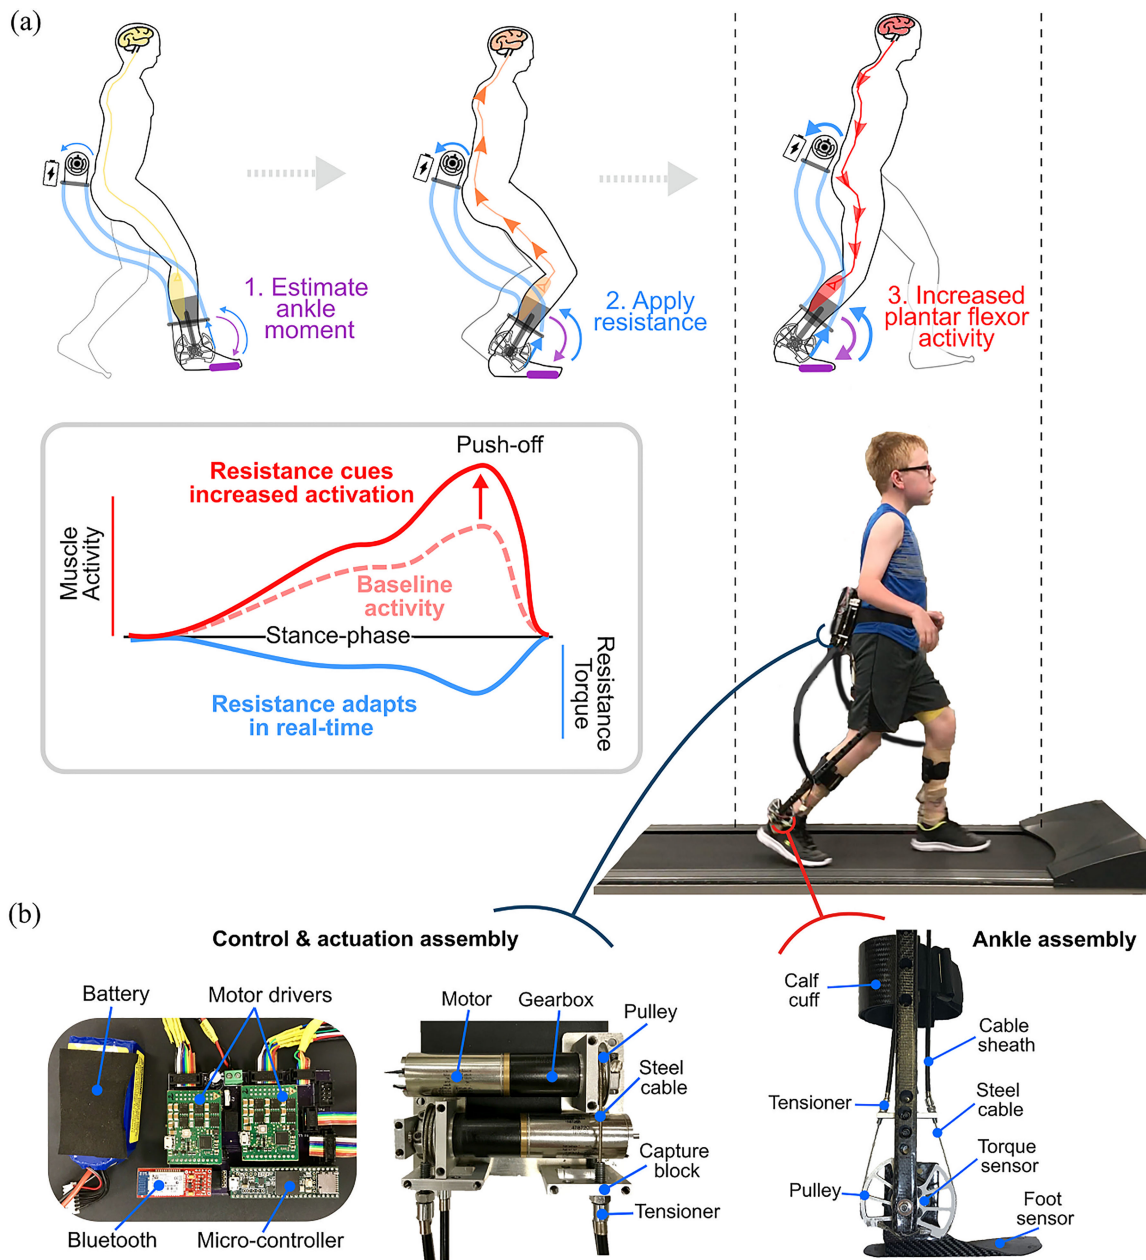 (a)
1. Estimate
ankle
moment
2. Apply
resistance
3. Increased
plantar flexor
activity
Push-off
Resistance cues
increased activation
Muscle
Activity
Baseline
activity
Stance-phase
Resistance adapts
in real-time
Resistance
Torque
(b)
Control & actuation assembly
Ankle assembly
Battery
Motor drivers
Bluetooth
Micro-controller
Motor
Gearbox
Pulley
Steel
cable
Capture
block
Tensioner
Calf
cuff
Cable
sheath
Tensioner
Steel
cable
Torque
sensor
Pulley
Foot
sensor